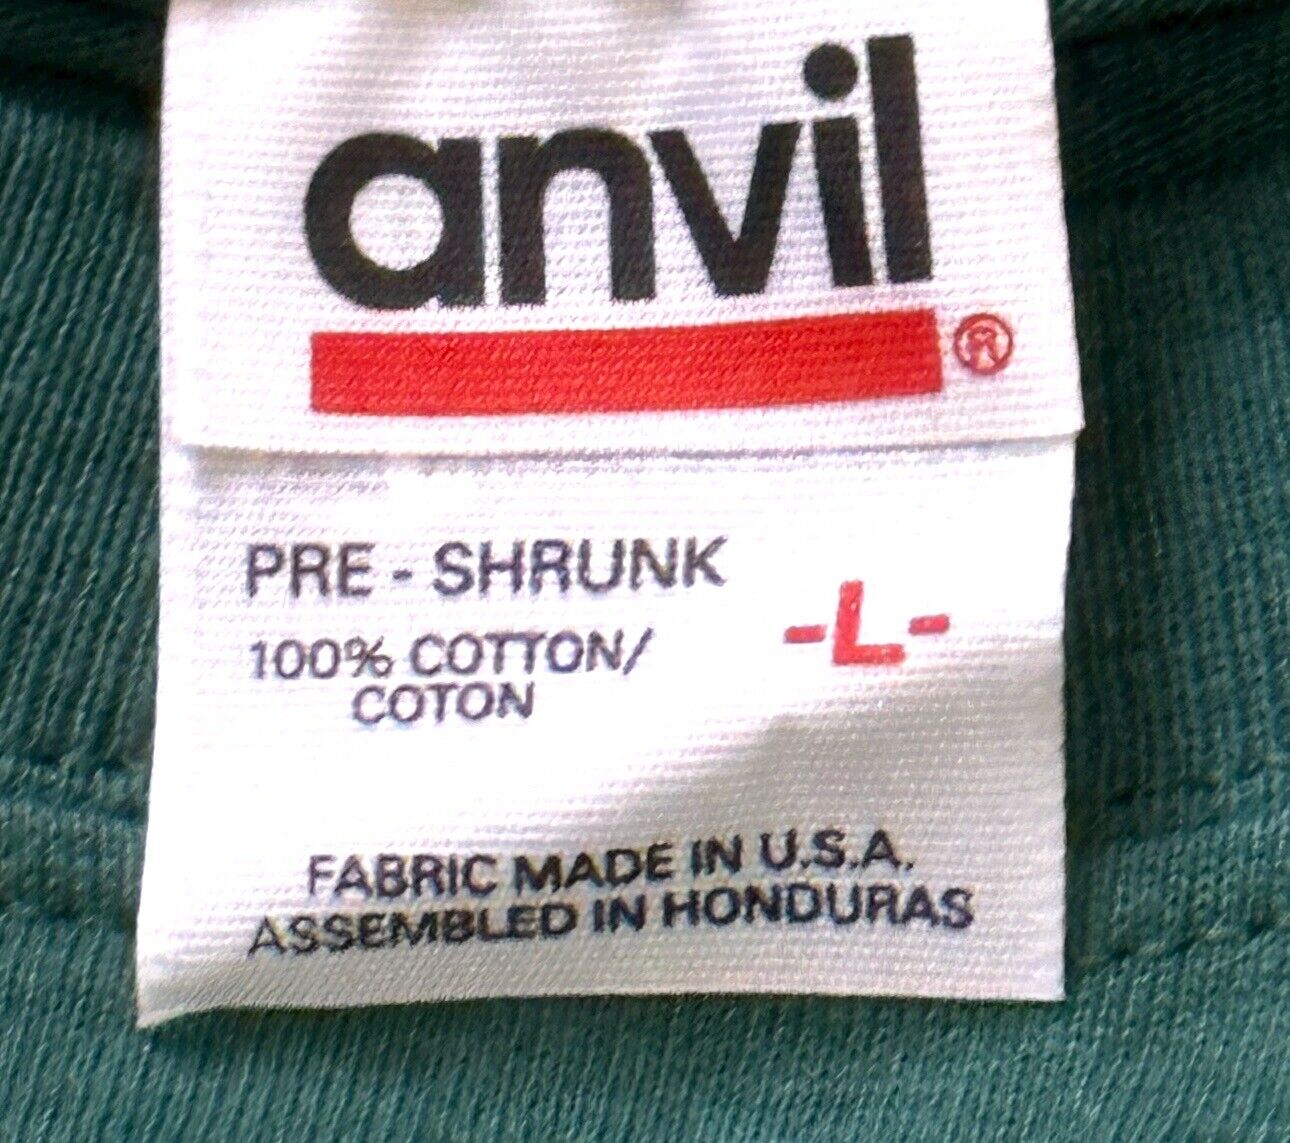 anvil
®
PRE - SHRUNK
-L-
100% COTTON/
COTON
FABRIC MADE IN U.S.A.
ASSEMBLED IN HONDURAS